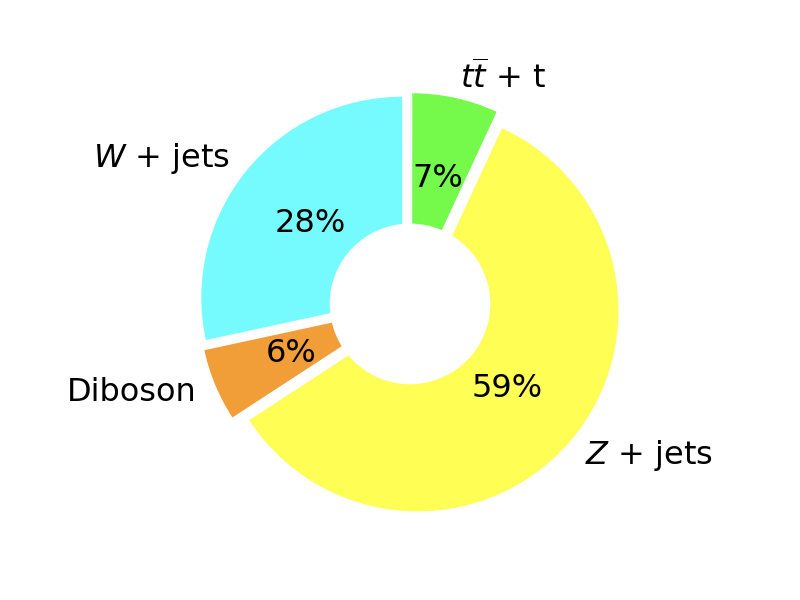 tt̅ + t
W + jets
7%
28%
6%
Diboson
59%
Z + jets